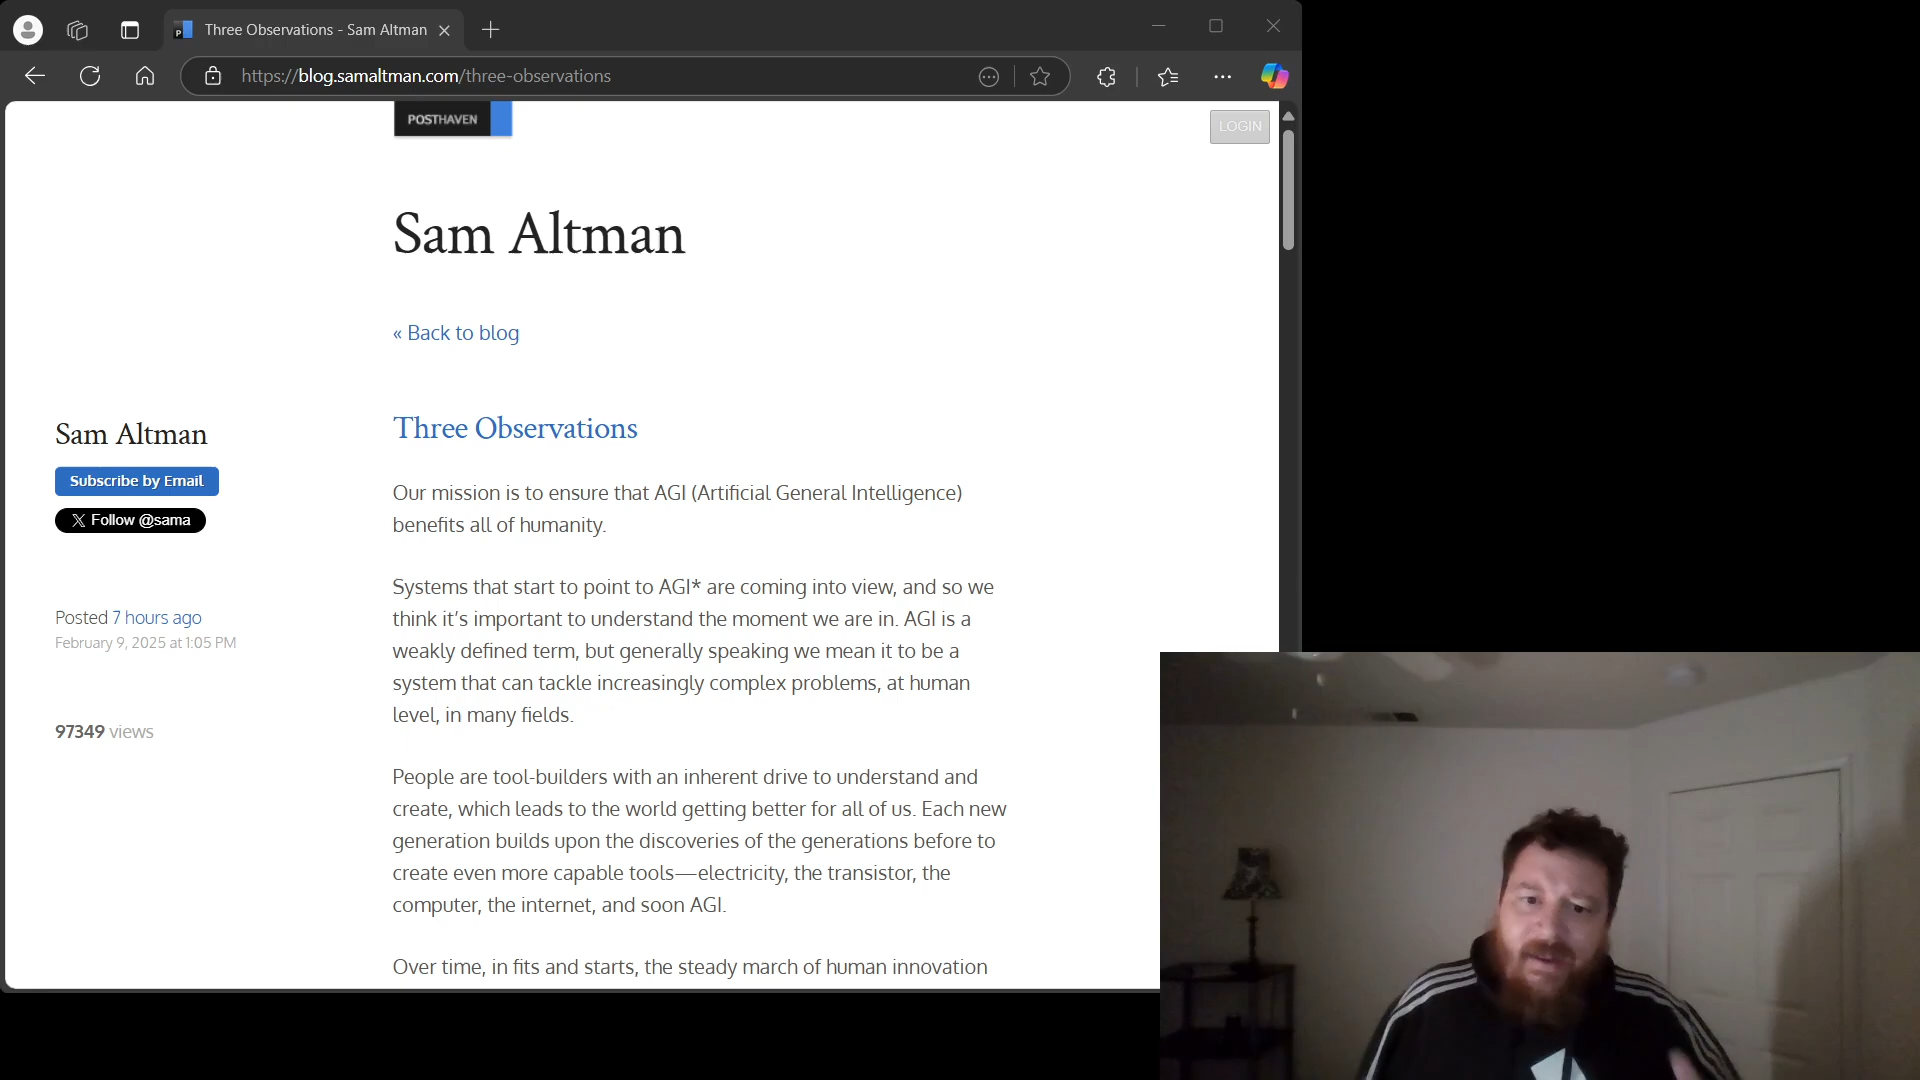 Three Observations - Sam Altman
https://blog.samaltman.com/three-observations
POSTHAVEN
LOGIN
Sam Altman
« Back to blog
Sam Altman
Subscribe by Email
Follow @sama
Posted 7 hours ago
February 9, 2025 at 1:05 PM
97349 views
Three Observations
Our mission is to ensure that AGI (Artificial General Intelligence)
benefits all of humanity.
Systems that start to point to AGI* are coming into view, and so we
think it’s important to understand the moment we are in. AGI is a
weakly defined term, but generally speaking we mean it to be a
system that can tackle increasingly complex problems, at human
level, in many fields.
People are tool-builders with an inherent drive to understand and
create, which leads to the world getting better for all of us. Each new
generation builds upon the discoveries of the generations before to
create even more capable tools—electricity, the transistor, the
computer, the internet, and soon AGI.
Over time, in fits and starts, the steady march of human innovation